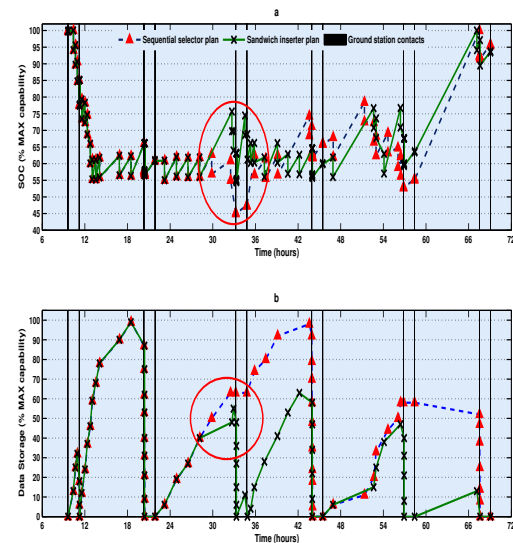 a
Sequential selector plan Sandwich inserter plan Ground station contacts
SOC (% MAX capability)
100
95
90
85
80
75
70
65
60
55
50
45
40
6 12 18 24 30 36 42 48 54 60 66 72
Time (hours)
b
Data Storage (% MAX capability)
100
90
80
70
60
50
40
30
20
10
0
6 12 18 24 30 36 42 48 54 60 66 72
Time (hours)